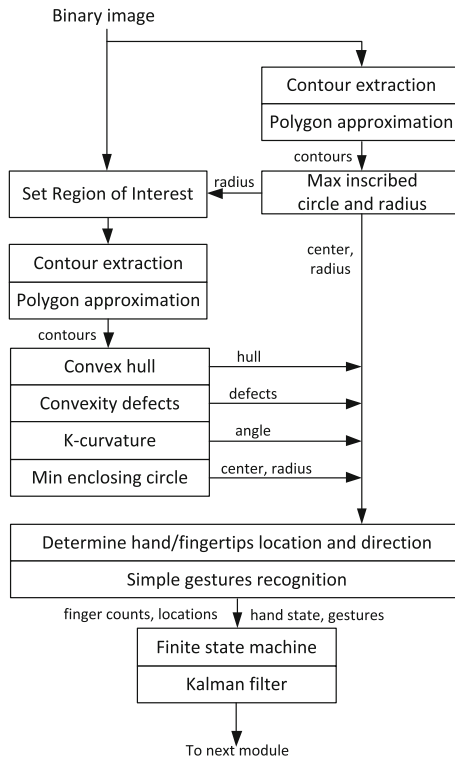 Binary image
Contour extraction
Polygon approximation
contours
Set Region of Interest
radius
Max inscribed
circle and radius
center,
radius
Contour extraction
Polygon approximation
contours
Convex hull
hull
Convexity defects
defects
K-curvature
angle
Min enclosing circle
center, radius
Determine hand/fingertips location and direction
Simple gestures recognition
finger counts, locations
hand state, gestures
Finite state machine
Kalman filter
To next module